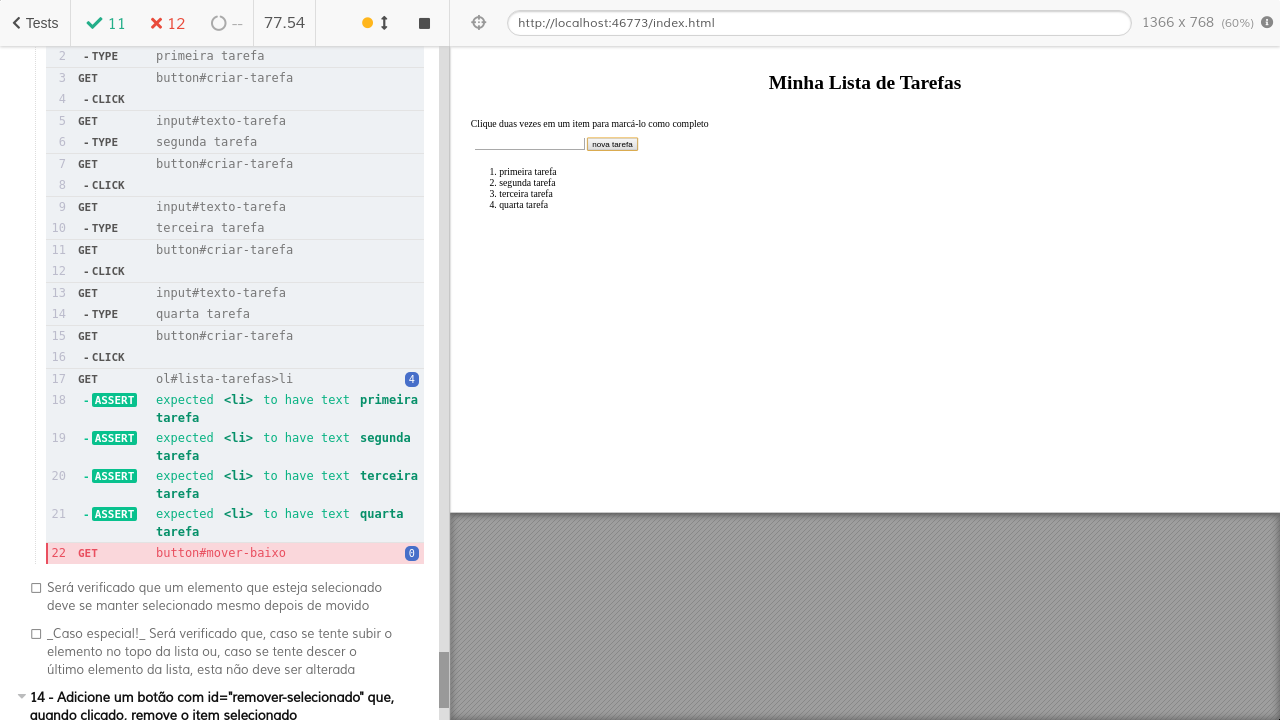 Tests 11 12 -- 77.54
http://localhost:46773/index.html 1366 x 768 (60%)
2 - TYPE primeira tarefa
3 GET button#criar-tarefa
4 - CLICK
5 GET input#texto-tarefa
6 - TYPE segunda tarefa
7 GET button#criar-tarefa
8 - CLICK
9 GET input#texto-tarefa
10 - TYPE terceira tarefa
11 GET button#criar-tarefa
12 - CLICK
13 GET input#texto-tarefa
14 - TYPE quarta tarefa
15 GET button#criar-tarefa
16 - CLICK
17 GET ol#lista-tarefas>li 4
18 - ASSERT expected <li> to have text primeira
tarefa
19 - ASSERT expected <li> to have text segunda
tarefa
20 - ASSERT expected <li> to have text terceira
tarefa
21 - ASSERT expected <li> to have text quarta
tarefa
22 GET button#mover-baixo 0
Será verificado que um elemento que esteja selecionado
deve se manter selecionado mesmo depois de movido
_Caso especial!_ Será verificado que, caso se tente subir o
elemento no topo da lista ou, caso se tente descer o
último elemento da lista, esta não deve ser alterada
14 - Adicione um botão com id="remover-selecionado" que,
quando clicado, remove o item selecionado
Minha Lista de Tarefas
Clique duas vezes em um item para marcá-lo como completo
nova tarefa
1. primeira tarefa
2. segunda tarefa
3. terceira tarefa
4. quarta tarefa